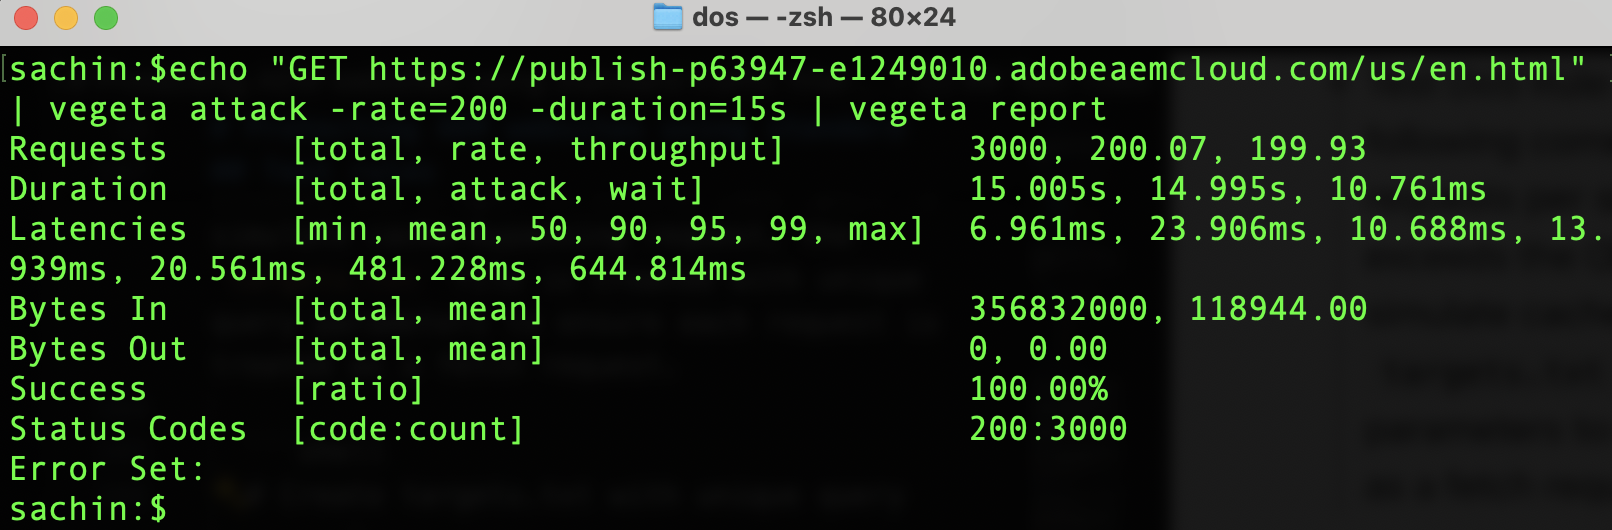 dos — -zsh — 80×24
sachin:$echo "GET https://publish-p63947-e1249010.adobeaemcloud.com/us/en.html"
| vegeta attack -rate=200 -duration=15s | vegeta report
Requests      [total, rate, throughput]         3000, 200.07, 199.93
Duration      [total, attack, wait]             15.005s, 14.995s, 10.761ms
Latencies     [min, mean, 50, 90, 95, 99, max]  6.961ms, 23.906ms, 10.688ms, 13.
939ms, 20.561ms, 481.228ms, 644.814ms
Bytes In      [total, mean]                     356832000, 118944.00
Bytes Out     [total, mean]                     0, 0.00
Success       [ratio]                           100.00%
Status Codes  [code:count]                      200:3000
Error Set:
sachin:$